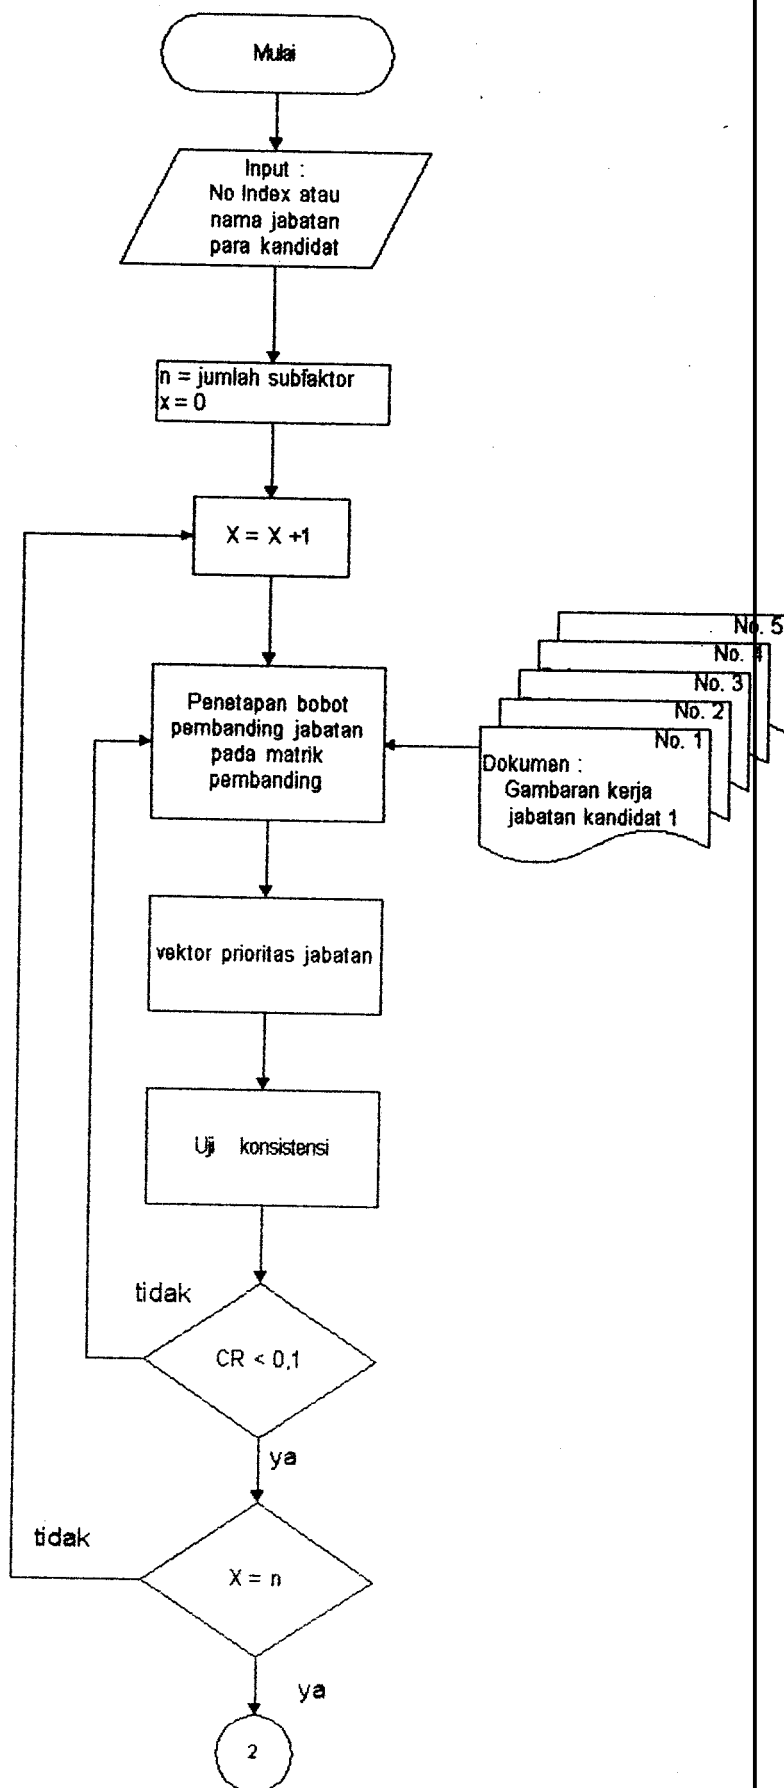 Mulai
Input :
No Index atau
nama jabatan
para kandidat
n = jumlah subfaktor
x = 0
X = X +1
Penetapan bobot
pembanding jabatan
pada matrik
pembanding
No. 5
No. 4
No. 3
No. 2
No. 1
Dokumen :
Gambaran kerja
jabatan kandidat 1
vektor prioritas jabatan
Uji konsistensi
tidak
CR < 0,1
ya
tidak
X = n
ya
2